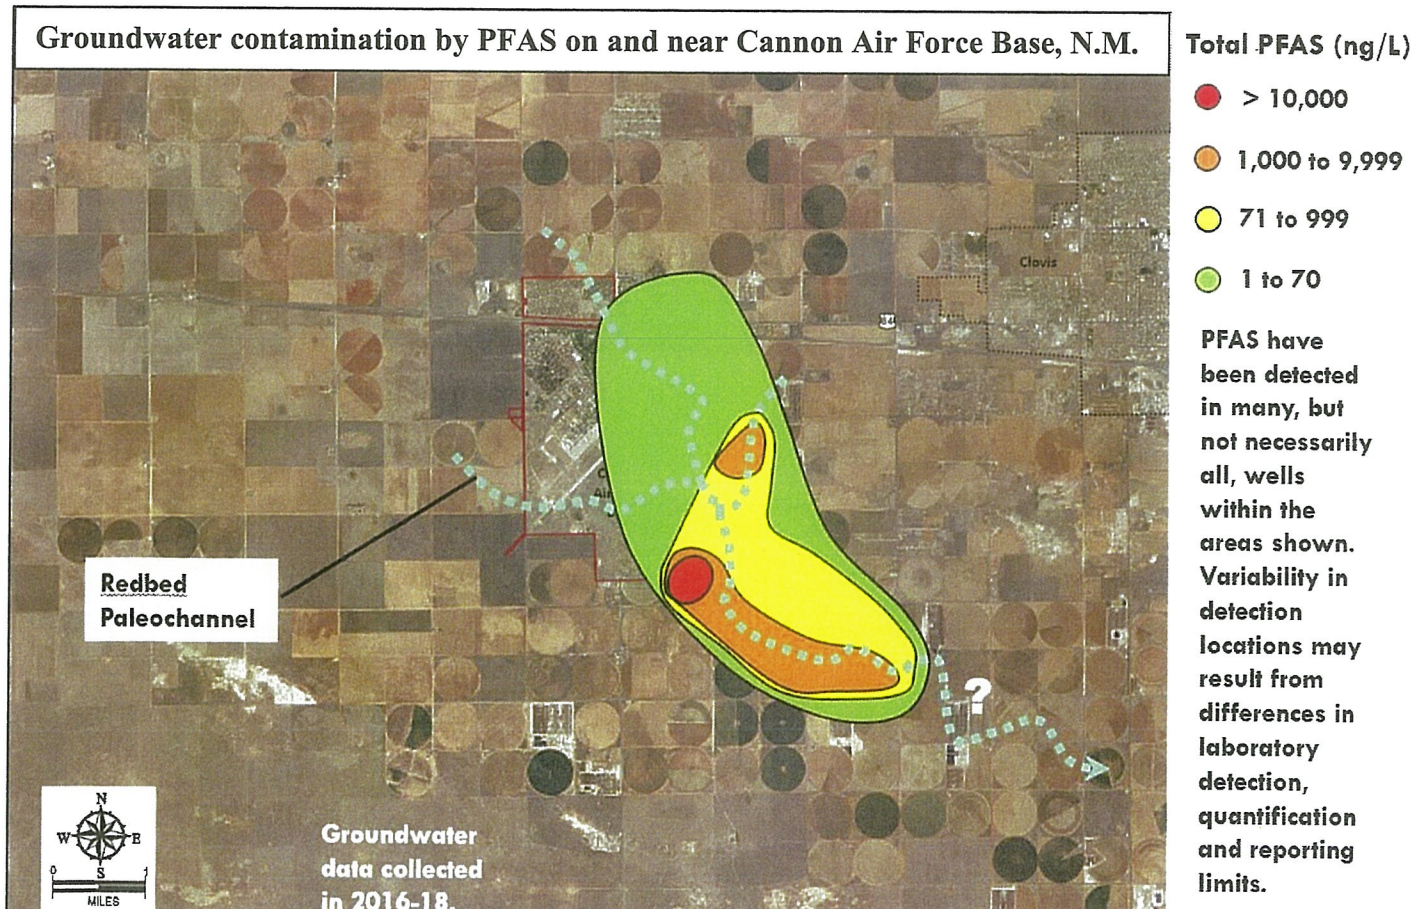 Groundwater contamination by PFAS on and near Cannon Air Force Base, N.M.
Total PFAS (ng/L)
> 10,000
1,000 to 9,999
71 to 999
1 to 70
PFAS have
been detected
in many, but
not necessarily
all, wells
within the
areas shown.
Variability in
detection
locations may
result from
differences in
laboratory
detection,
quantification
and reporting
limits.
Clovis
Redbed
Paleochannel
?
N
W E
S
0 1
MILES
Groundwater
data collected
in 2016-18.